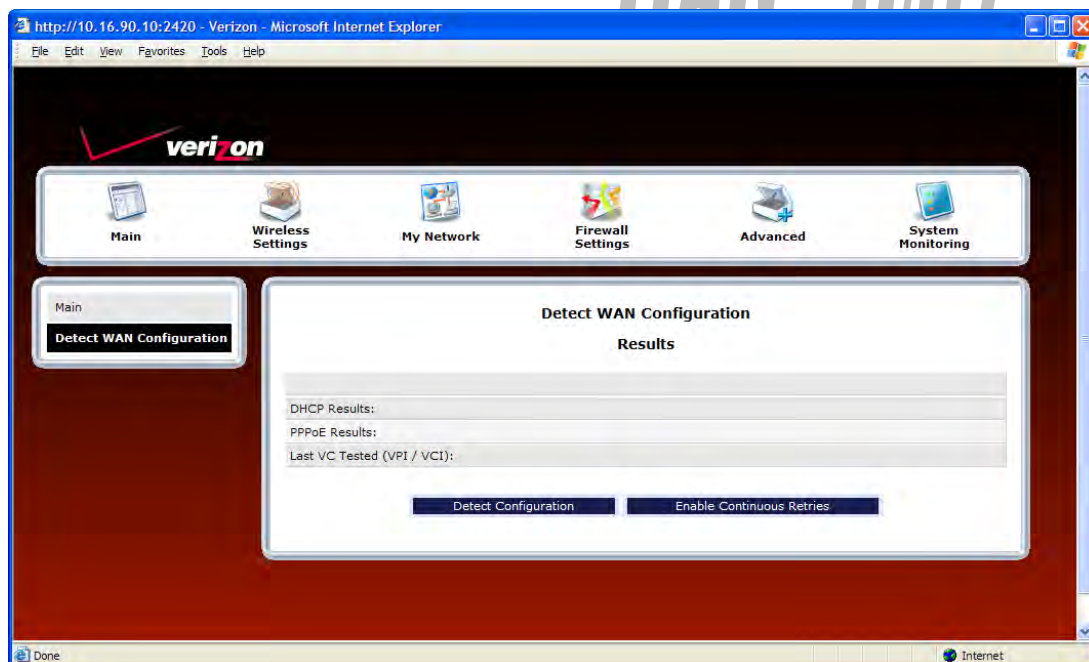 http://10.16.90.10:2420 - Verizon - Microsoft Internet Explorer
File Edit View Favorites Tools Help
verizon
Main
Wireless Settings
My Network
Firewall Settings
Advanced
System Monitoring
Main
Detect WAN Configuration
Detect WAN Configuration
Results
DHCP Results:
PPPoE Results:
Last VC Tested (VPI / VCI):
Detect Configuration
Enable Continuous Retries
Done
Internet